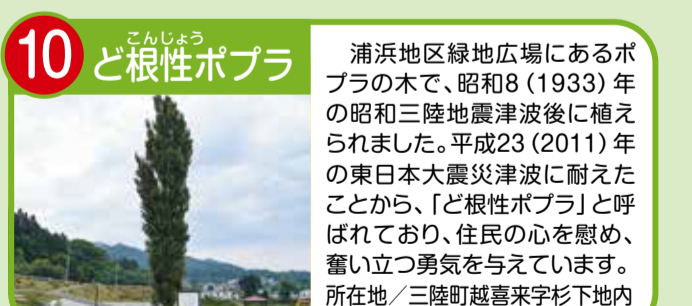 10 ど根性ポプラ
こんじょう
浦浜地区緑地広場にあるポ
プラの木で、昭和8（1933）年
の昭和三陸地震津波後に植え
られました。平成23（2011）年
の東日本大震災津波に耐えた
ことから、「ど根性ポプラ」と呼
ばれており、住民の心を慰め、
奮い立つ勇気を与えています。
所在地／三陸町越喜来字杉下地内